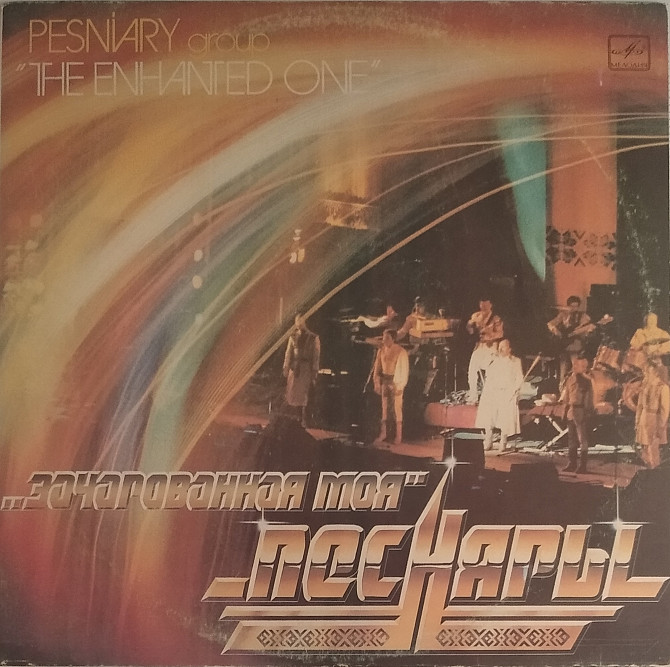 PESNIARY group
"THE ENHANTED ONE"
МЕЛОДИЯ
„...Зачарованная моя"
ПЕСНЯРЫ